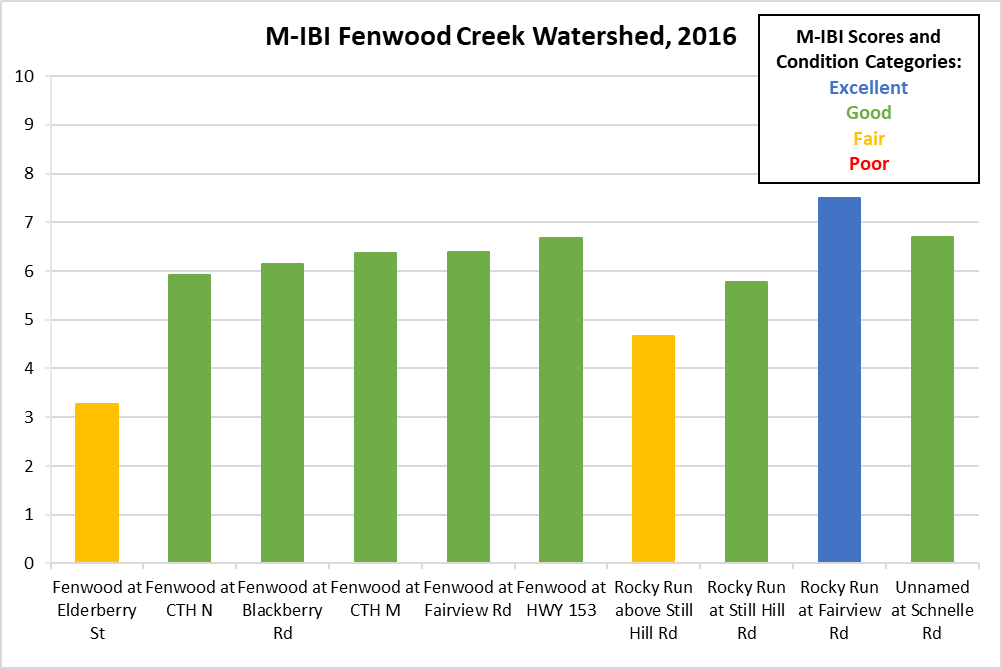 M-IBI Fenwood Creek Watershed, 2016
M-IBI Scores and
Condition Categories:
Excellent
Good
Fair
Poor
10
9
8
7
6
5
4
3
2
1
0
Fenwood at
Elderberry
St
Fenwood at
CTH N
Fenwood at
Blackberry
Rd
Fenwood at
CTH M
Fenwood at
Fairview Rd
Fenwood at
HWY 153
Rocky Run
above Still
Hill Rd
Rocky Run
at Still Hill
Rd
Rocky Run
at Fairview
Rd
Unnamed
at Schnelle
Rd